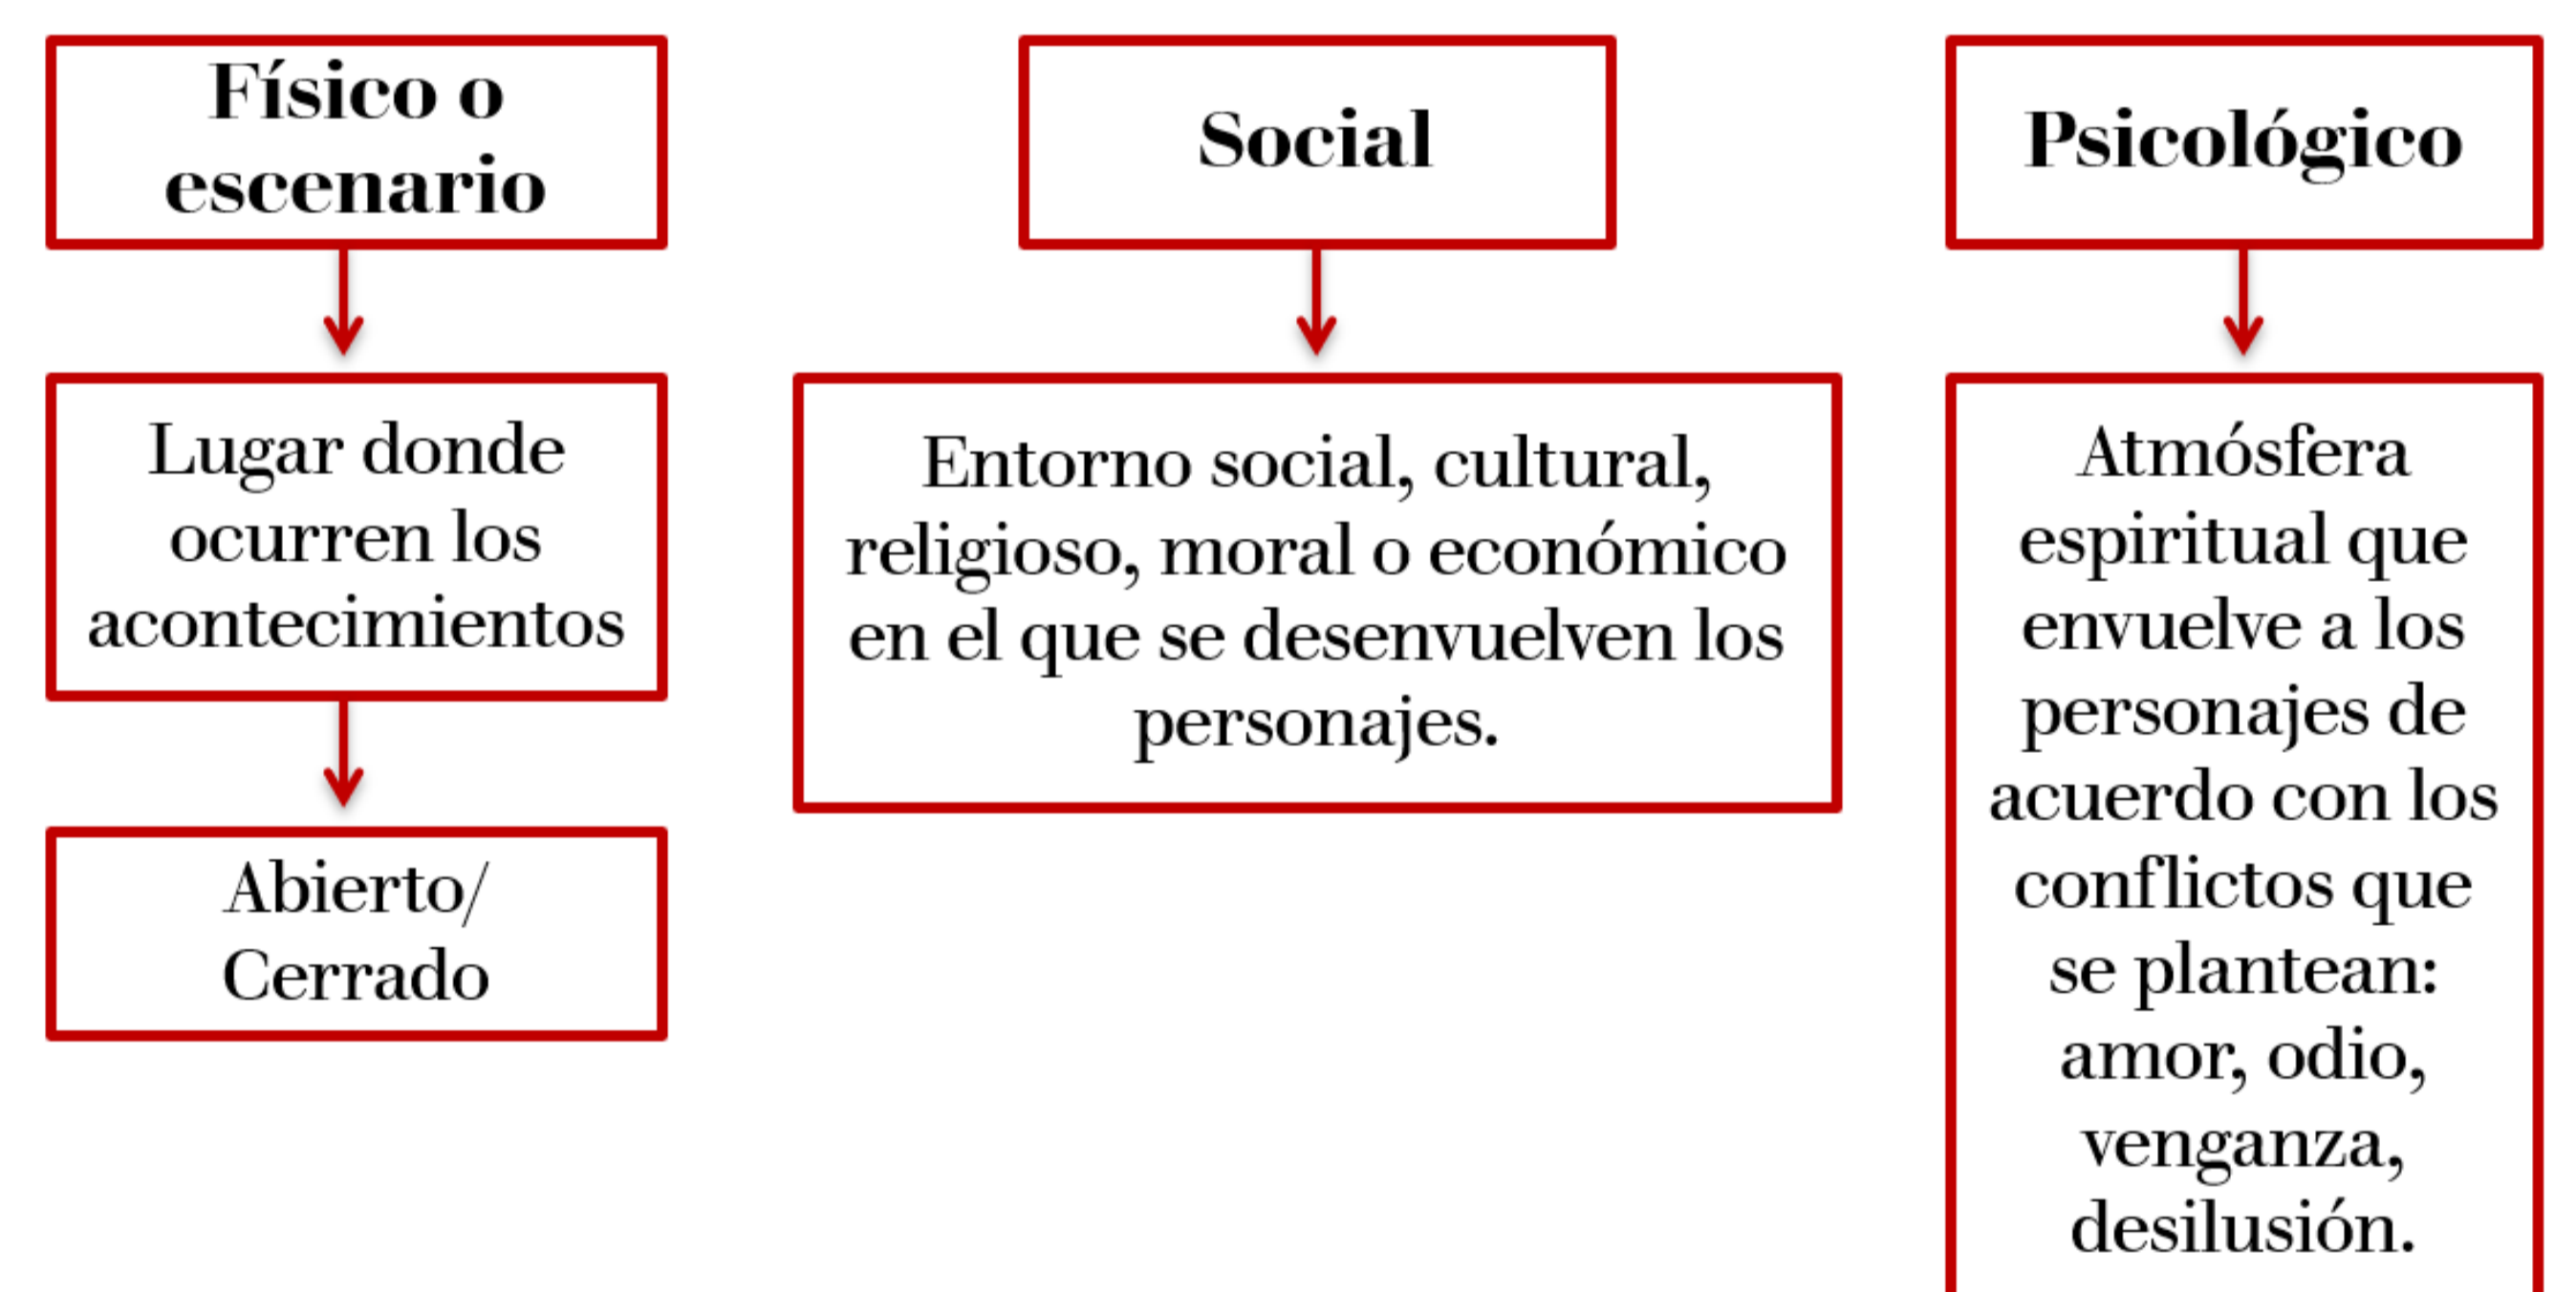 Físico o
escenario
Lugar donde
ocurren los
acontecimientos
Abierto/
Cerrado
Social
Entorno social, cultural,
religioso, moral o económico
en el que se desenvuelven los
personajes.
Psicológico
Atmósfera
espiritual que
envuelve a los
personajes de
acuerdo con los
conflictos que
se plantean:
amor, odio,
venganza,
desilusión.